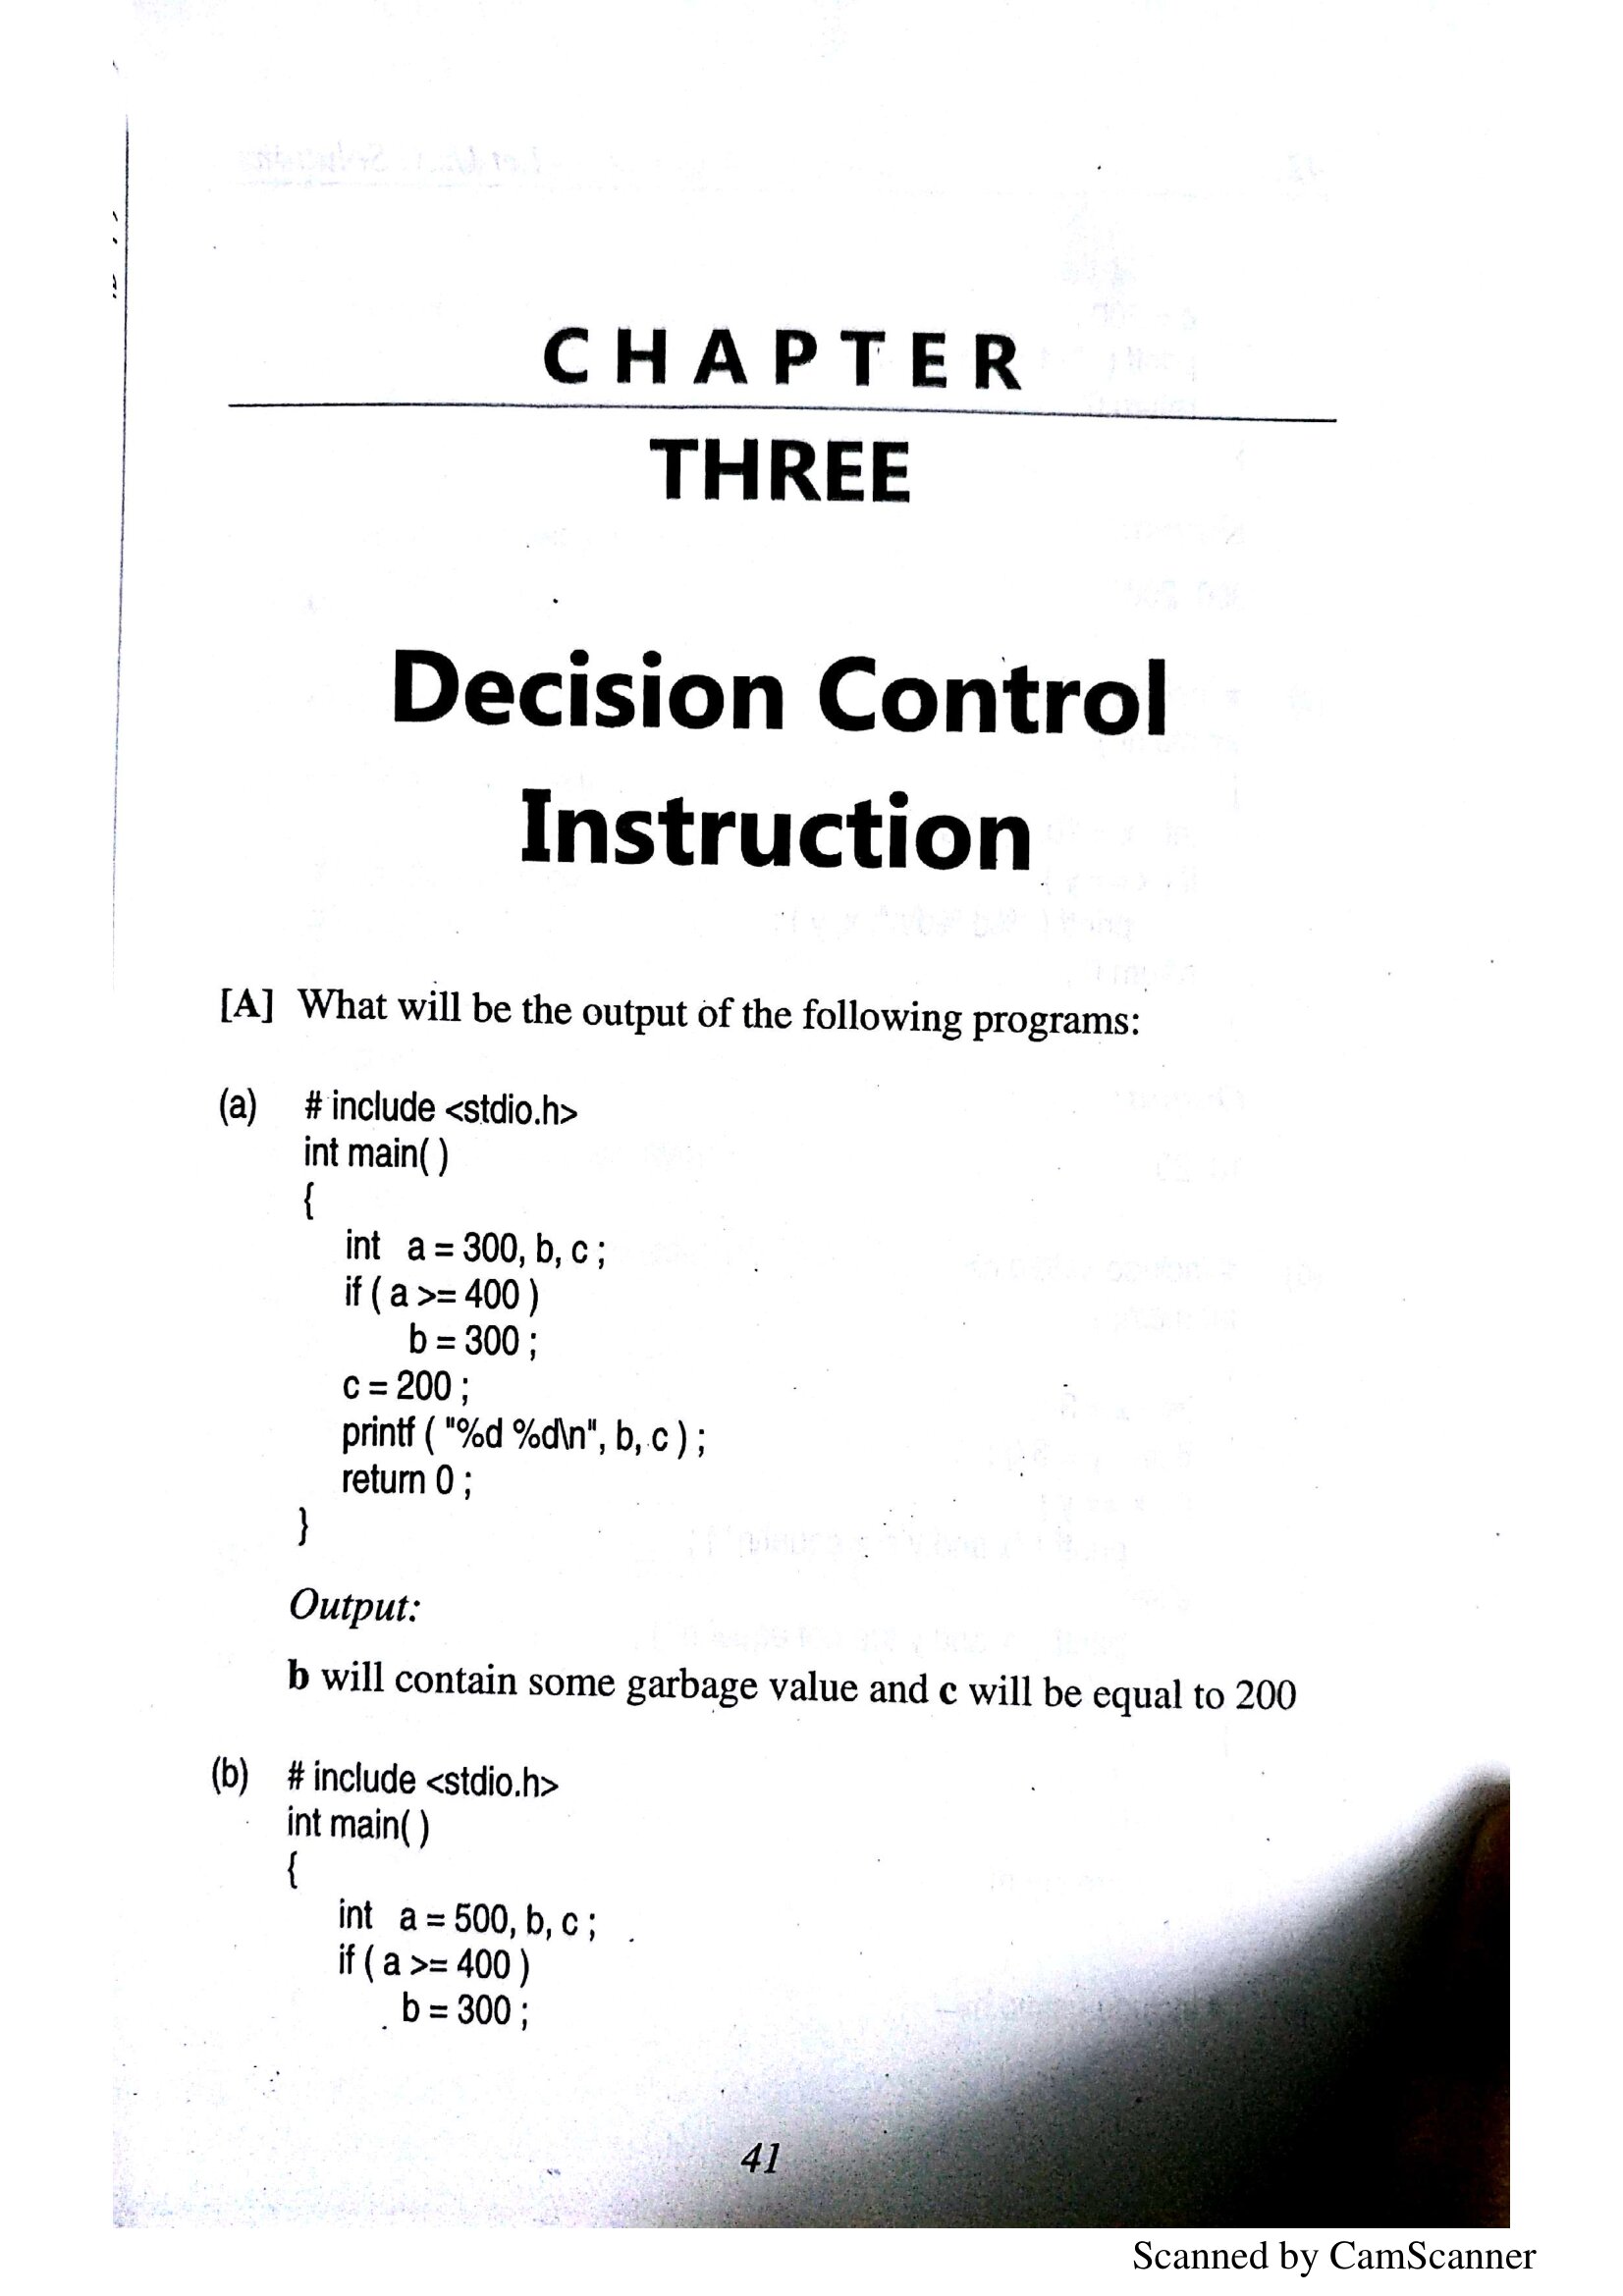 CHAPTER
THREE
Decision Control
Instruction
[A] What will be the output of the following programs:
(a) # include <stdio.h>
int main( )
{
int a = 300, b, c ;
if ( a >= 400 )
b = 300 ;
c = 200 ;
printf ( "%d %d\n", b, c ) ;
return 0 ;
}
Output:
b will contain some garbage value and c will be equal to 200
(b) # include <stdio.h>
int main( )
{
int a = 500, b, c ;
if ( a >= 400 )
b = 300 ;
41
Scanned by CamScanner